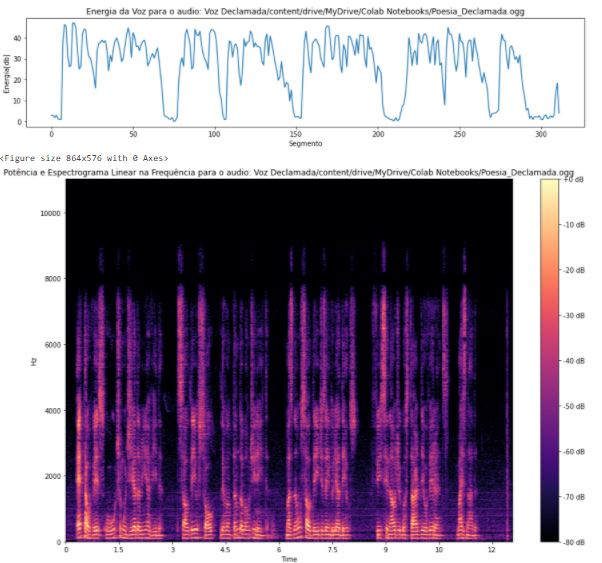 Energia da Voz para o audio: Voz Declamada/content/drive/MyDrive/Colab Notebooks/Poesia_Declamada.ogg
Energia[db]
40
30
20
10
0
0 50 100 150 200 250 300
Segmento
<Figure size 864x576 with 0 Axes>
Potência e Espectrograma Linear na Frequência para o audio: Voz Declamada/content/drive/MyDrive/Colab Notebooks/Poesia_Declamada.ogg
Hz
10000
8000
6000
4000
2000
0
0 1.5 3 4.5 6 7.5 9 10 12
Time
+0 dB
-10 dB
-20 dB
-30 dB
-40 dB
-50 dB
-60 dB
-70 dB
-80 dB